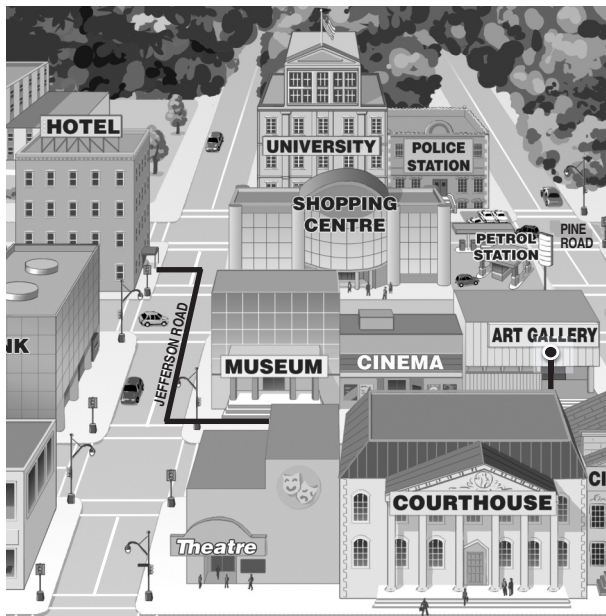 HOTEL
UNIVERSITY
POLICE
STATION
SHOPPING
CENTRE
PETROL
STATION
PINE
ROAD
JEFFERSON ROAD
NK
MUSEUM
CINEMA
ART GALLERY
COURTHOUSE
CI
Theatre